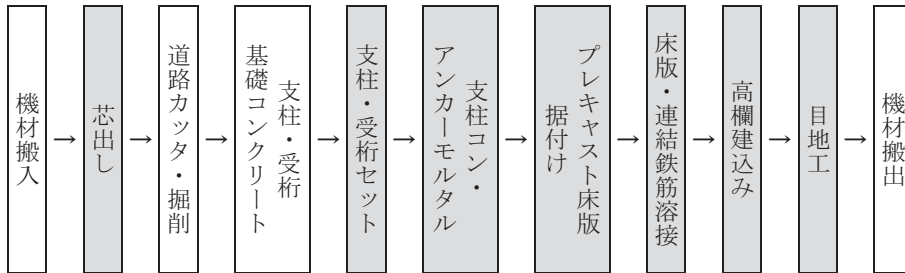 機材搬入
→
芯出し
→
道路カッタ・掘削
→
支柱・受桁
基礎コンクリート
→
支柱・受桁セット
→
支柱コン・
アンカーモルタル
→
プレキャスト床版
据付け
→
床版・連結鉄筋溶接
→
高欄建込み
→
目地工
→
機材搬出